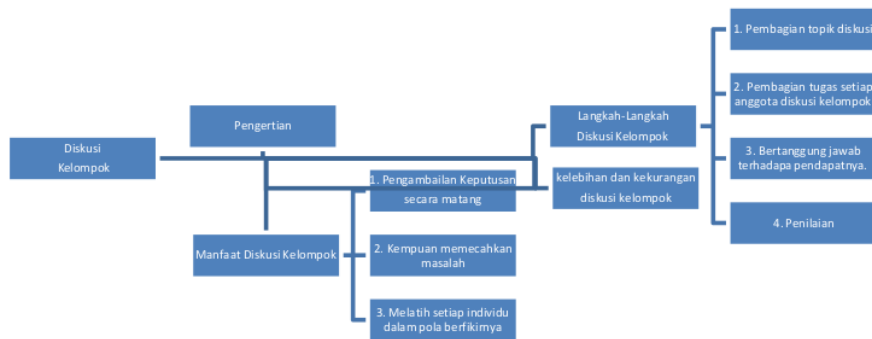 Diskusi
Kelompok
Pengertian
Manfaat Diskusi Kelompok
1. Pengambailan Keputusan
secara matang
2. Kempuan memecahkan
masalah
3. Melatih setiap individu
dalam pola berfikirnya
Langkah-Langkah
Diskusi Kelompok
kelebihan dan kekurangan
diskusi kelompok
1. Pembagian topik diskusi
2. Pembagian tugas setiap
anggota diskusi kelompok
3. Bertanggung jawab
terhadapa pendapatnya.
4. Penilaian